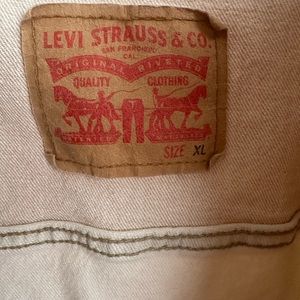 LEVI STRAUSS & CO.
SAN FRANCISCO
CAL.
ORIGINAL RIVETED
QUALITY CLOTHING
SIZE XL